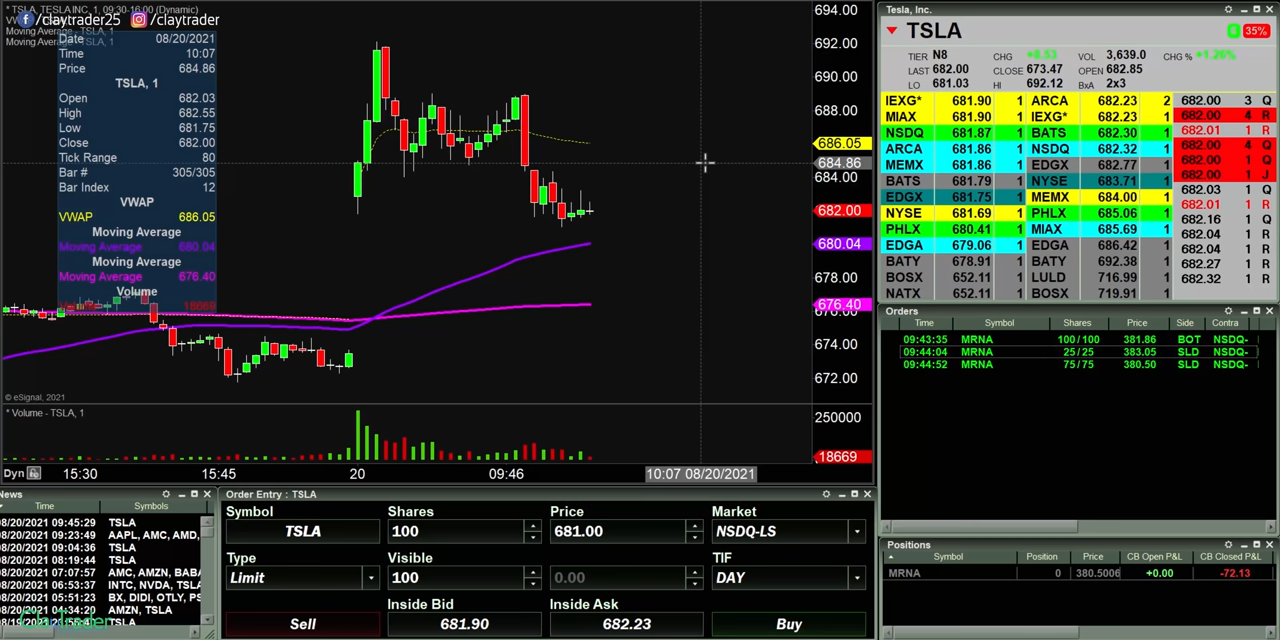 * TSLA, TESLA INC, 1, 09:30-16:00 (Dynamic)
/claytrader25 /claytrader
Moving Average - TSLA, 1
Moving Average - TSLA, 1
Date 08/20/2021
Time 10:07
Price 684.86
TSLA, 1
Open 682.03
High 682.55
Low 681.75
Close 682.00
Tick Range 80
Bar # 305/305
Bar Index 12
VWAP
VWAP 686.05
Moving Average
Moving Average 680.04
Moving Average
Moving Average 676.40
Volume
18669
694.00
692.00
690.00
688.00
686.05
684.86
684.00
682.00
680.04
678.00
676.40
676.00
674.00
672.00
© eSignal, 2021
* Volume - TSLA, 1
250000
18669
Dyn 15:30 15:45 20 09:46 10:07 08/20/2021
Tesla, Inc.
TSLA 35%
TIER N8 CHG +8.53 VOL 3,639.0 CHG % +1.26%
LAST 682.00 CLOSE 673.47 OPEN 682.85
LO 681.03 HI 692.12 BxA 2x3
IEXG* 681.90 1 ARCA 682.23 2 682.00 3 Q
MIAX 681.90 1 IEXG* 682.23 1 682.00 4 R
NSDQ 681.87 1 BATS 682.30 1 682.01 1 R
ARCA 681.86 1 NSDQ 682.32 1 682.00 4 Q
MEMX 681.86 1 EDGX 682.77 1 682.00 1 R
BATS 681.79 1 NYSE 683.71 1 682.00 1 J
EDGX 681.75 1 MEMX 684.00 1 682.03 1 Q
NYSE 681.69 1 PHLX 685.06 1 682.01 1 R
PHLX 680.41 1 MIAX 685.69 1 682.16 1 Q
EDGA 679.06 1 EDGA 686.42 1 682.04 1 R
BATY 678.91 1 BATY 692.38 1 682.04 1 R
BOSX 652.11 1 LULD 716.99 1 682.27 1 R
NATX 652.11 1 BOSX 719.91 1 682.32 1 R
Orders
Time Symbol Shares Price Side Contra
09:43:35 MRNA 100/100 381.86 BOT NSDQ-
09:44:04 MRNA 25/25 383.05 SLD NSDQ-
09:44:52 MRNA 75/75 380.50 SLD NSDQ-
News
Time Symbols
08/20/2021 09:45:29 TSLA
08/20/2021 09:23:49 AAPL, AMC, AMD,
08/20/2021 09:04:36 TSLA
08/20/2021 08:19:44 TSLA
08/20/2021 07:07:57 AMC, AMZN, BABA
08/20/2021 06:53:37 INTC, NVDA, TSLA
08/20/2021 05:51:23 BX, DIDI, OTLY, PS
08/20/2021 04:34:20 AMZN, TSLA
TSLA
ClayTrader
Order Entry : TSLA
Symbol Shares Price Market
TSLA 100 681.00 NSDQ-LS
Type Visible TIF
Limit 100 0.00 DAY
Inside Bid Inside Ask
Sell 681.90 682.23 Buy
Positions
Symbol Position Price CB Open P&L CB Closed P&L
MRNA 0 380.5006 +0.00 -72.13